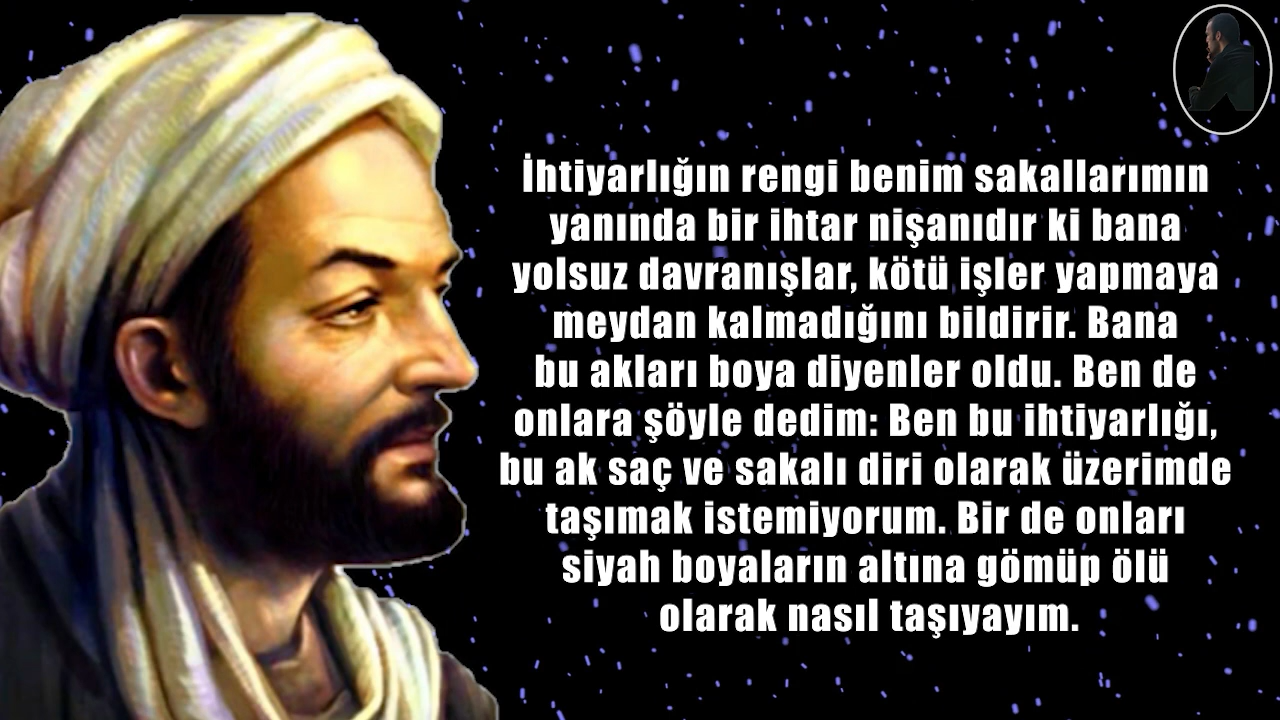 İhtiyarlığın rengi benim sakallarımın
yanında bir ihtar nişanıdır ki bana
yolsuz davranışlar, kötü işler yapmaya
meydan kalmadığını bildirir. Bana
bu akları boya diyenler oldu. Ben de
onlara şöyle dedim: Ben bu ihtiyarlığı,
bu ak saç ve sakalı diri olarak üzerimde
taşımak istemiyorum. Bir de onları
siyah boyaların altına gömüp ölü
olarak nasıl taşıyayım.